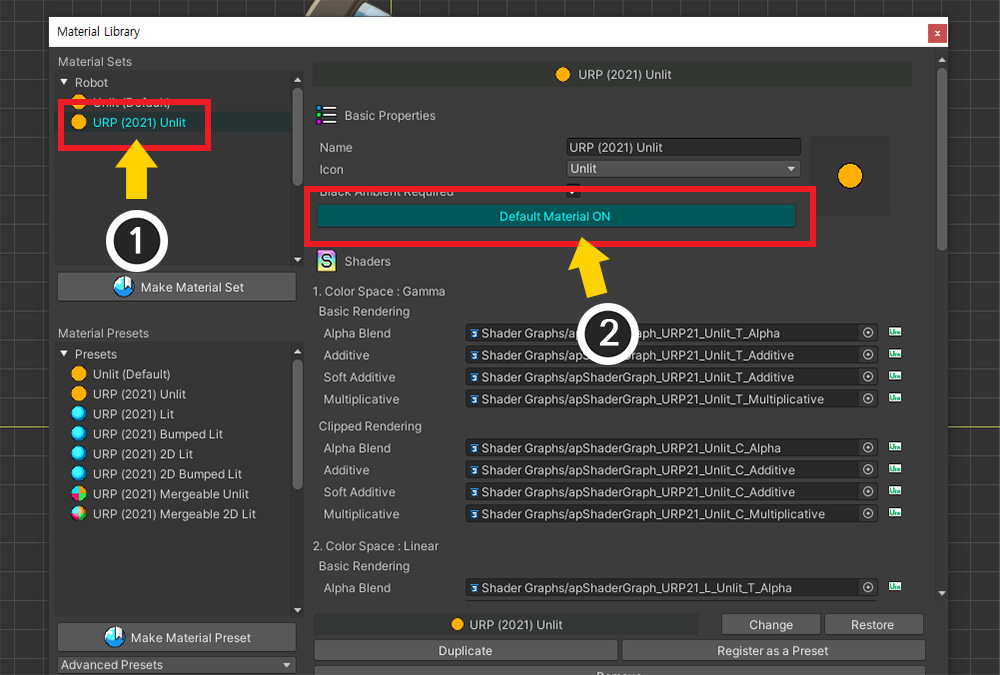 Material Library
x
Material Sets
Robot
Unlit (Default)
URP (2021) Unlit
1
Make Material Set
Material Presets
Presets
Unlit (Default)
URP (2021) Unlit
URP (2021) Lit
URP (2021) Bumped Lit
URP (2021) 2D Lit
URP (2021) 2D Bumped Lit
URP (2021) Mergeable Unlit
URP (2021) Mergeable 2D Lit
Make Material Preset
Advanced Presets
URP (2021) Unlit
Basic Properties
Name URP (2021) Unlit
Icon Unlit
Black Ambient Required
Default Material ON
2
S Shaders
1. Color Space : Gamma
Basic Rendering
Alpha Blend Shader Graphs/apShaderGraph_URP21_Unlit_T_Alpha
Additive Shader Graphs/apShaderGraph_URP21_Unlit_T_Additive
Soft Additive Shader Graphs/apShaderGraph_URP21_Unlit_T_Additive
Multiplicative Shader Graphs/apShaderGraph_URP21_Unlit_T_Multiplicative
Clipped Rendering
Alpha Blend Shader Graphs/apShaderGraph_URP21_Unlit_C_Alpha
Additive Shader Graphs/apShaderGraph_URP21_Unlit_C_Additive
Soft Additive Shader Graphs/apShaderGraph_URP21_Unlit_C_Additive
Multiplicative Shader Graphs/apShaderGraph_URP21_Unlit_C_Multiplicative
2. Color Space : Linear
Basic Rendering
Alpha Blend Shader Graphs/apShaderGraph_URP21_L_Unlit_T_Alpha
URP (2021) Unlit Change Restore
Duplicate Register as a Preset